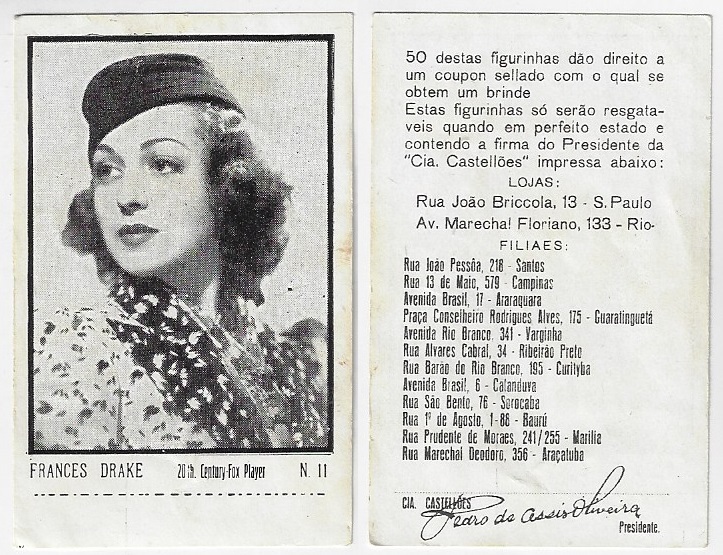 FRANCES DRAKE 20th. Century-Fox Player N. 11
50 destas figurinhas dão direito a
um coupon sellado com o qual se
obtem um brinde
Estas figurinhas só serão resgata-
veis quando em perfeito estado e
contendo a firma do Presidente da
"Cia. Castellões" impressa abaixo:
LOJAS:
Rua João Briccola, 13 - S. Paulo
Av. Marechal Floriano, 133 - Rio-
FILIAES:
Rua João Pessôa, 218 - Santos
Rua 13 de Maio, 579 - Campinas
Avenida Brasil, 17 - Araraquara
Praça Conselheiro Rodrigues Alves, 175 - Guaratinguetá
Avenida Rio Branco, 341 - Varginha
Rua Alvares Cabral, 34 - Ribeirão Preto
Rua Barão do Rio Branco, 195 - Curityba
Avenida Brasil, 6 - Catanduva
Rua São Bento, 76 - Sorocaba
Rua 1º de Agosto, 1-88 - Baurú
Rua Prudente de Moraes, 241/255 - Marilia
Rua Marechal Deodoro, 356 - Araçatuba
CIA. CASTELLÕES
Pedro de Assis Oliveira
Presidente.